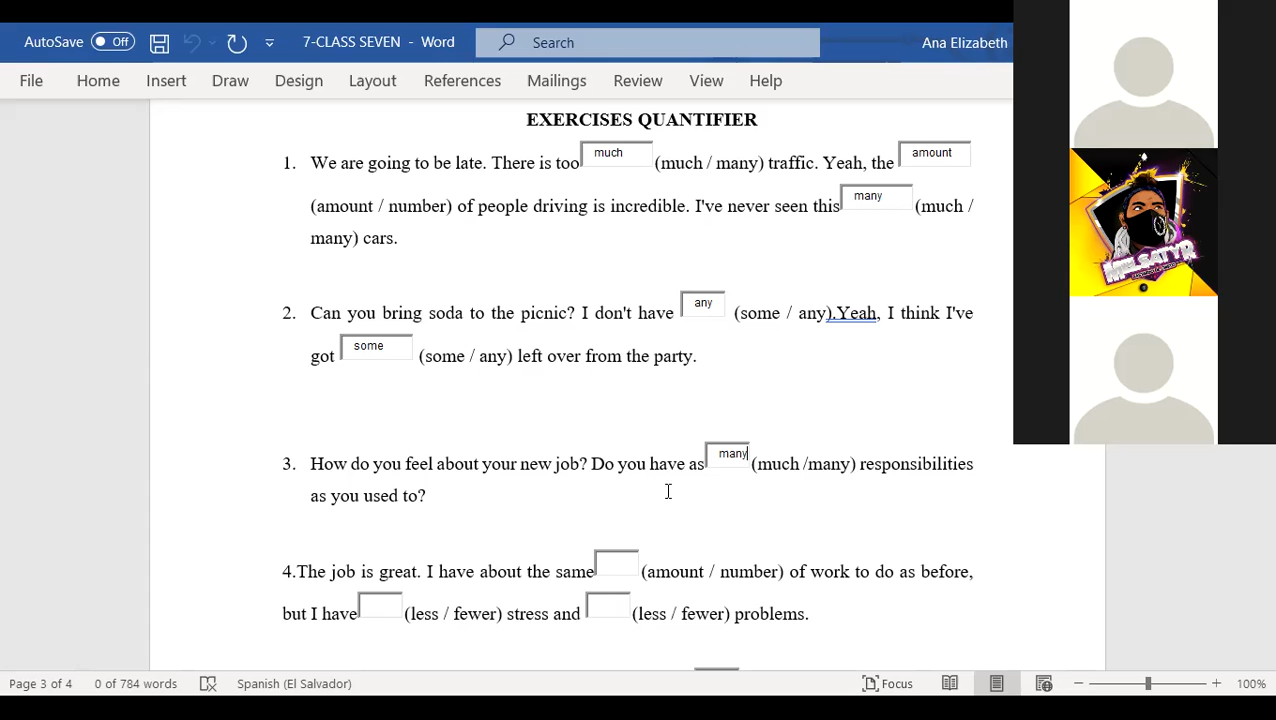 AutoSave Off 7-CLASS SEVEN - Word Search Ana Elizabeth
File Home Insert Draw Design Layout References Mailings Review View Help
EXERCISES QUANTIFIER
1. We are going to be late. There is too much (much / many) traffic. Yeah, the amount
(amount / number) of people driving is incredible. I've never seen this many (much /
many) cars.
2. Can you bring soda to the picnic? I don't have any (some / any).Yeah, I think I've
got some (some / any) left over from the party.
3. How do you feel about your new job? Do you have as many (much /many) responsibilities
as you used to?
4.The job is great. I have about the same (amount / number) of work to do as before,
but I have (less / fewer) stress and (less / fewer) problems.
MILSATYR
Page 3 of 4 0 of 784 words Spanish (El Salvador) Focus 100%